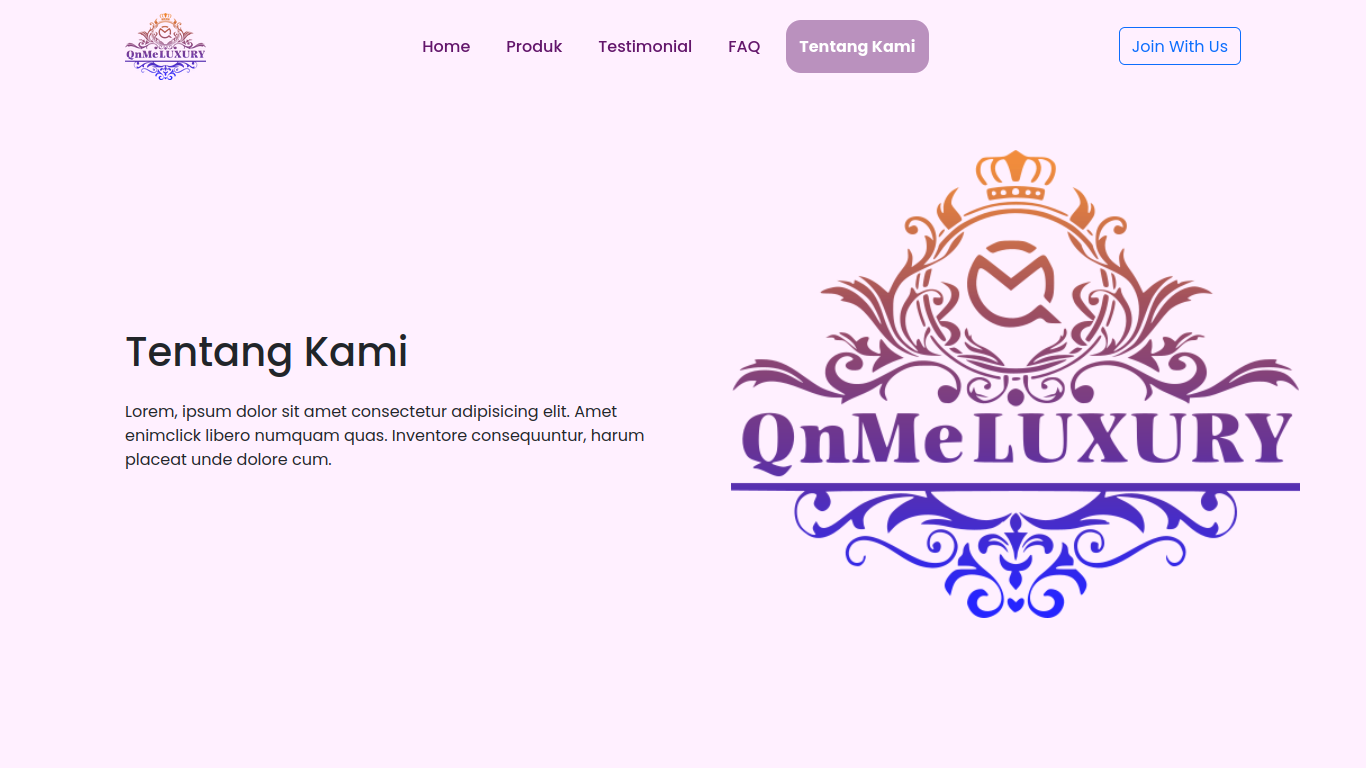 QnMeLUXURY
Home
Produk
Testimonial
FAQ
Tentang Kami
Join With Us
Tentang Kami
Lorem, ipsum dolor sit amet consectetur adipisicing elit. Amet
enimclick libero numquam quas. Inventore consequuntur, harum
placeat unde dolore cum.
QnMeLUXURY